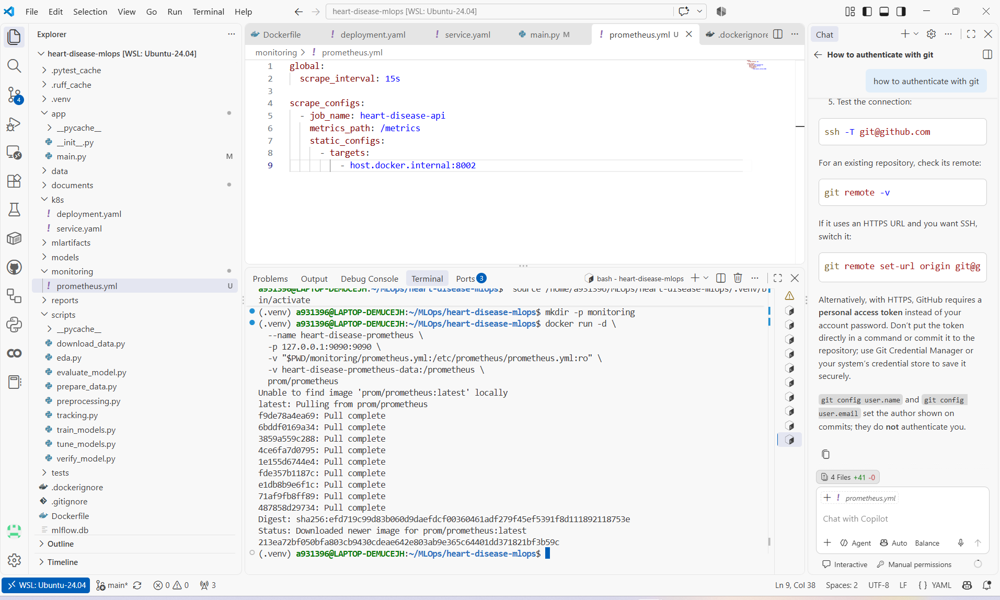 File Edit Selection View Go Run Terminal Help
heart-disease-mlops [WSL: Ubuntu-24.04]
Explorer
heart-disease-mlops [WSL: Ubuntu-24.04]
.pytest_cache
.ruff_cache
.venv
app
__pycache__
__init__.py
main.py M
data
documents
k8s
! deployment.yaml
! service.yaml
mlartifacts
models
monitoring
! prometheus.yml U
reports
scripts
__pycache__
download_data.py
eda.py
evaluate_model.py
prepare_data.py
preprocessing.py
tracking.py
train_models.py
tune_models.py
verify_model.py
tests
.dockerignore
.gitignore
Dockerfile
mlflow.db
Outline
Timeline
4
Dockerfile ! deployment.yaml ! service.yaml main.py M ! prometheus.yml U .dockerignore
monitoring > ! prometheus.yml
1 global:
2 scrape_interval: 15s
3
4 scrape_configs:
5 - job_name: heart-disease-api
6 metrics_path: /metrics
7 static_configs:
8 - targets:
9 - host.docker.internal:8002
Problems Output Debug Console Terminal Ports 3 bash - heart-disease-mlops
a931396@LAPTOP-DEMUCEJH:~/MLOps/heart-disease-mlops$ source /home/a931396/MLOps/heart-disease-mlops/.venv/b
in/activate
(.venv) a931396@LAPTOP-DEMUCEJH:~/MLOps/heart-disease-mlops$ mkdir -p monitoring
(.venv) a931396@LAPTOP-DEMUCEJH:~/MLOps/heart-disease-mlops$ docker run -d \
--name heart-disease-prometheus \
-p 127.0.0.1:9090:9090 \
-v "$PWD/monitoring/prometheus.yml:/etc/prometheus/prometheus.yml:ro" \
-v heart-disease-prometheus-data:/prometheus \
prom/prometheus
Unable to find image 'prom/prometheus:latest' locally
latest: Pulling from prom/prometheus
f9de78a4ea69: Pull complete
6bddf0169a34: Pull complete
3859a559c288: Pull complete
4ce6fa7d0795: Pull complete
1e155d6744e4: Pull complete
fde357b1187c: Pull complete
e1db8b9e6f1c: Pull complete
71af9fb8ff89: Pull complete
487858d29734: Pull complete
Digest: sha256:efd719c99d83b060d9daefdcf00360461adf279f45ef5391f8d111892118753e
Status: Downloaded newer image for prom/prometheus:latest
213ea72bf050bfa803cb9430cdeae642e803ab9e365c64401dd371821bf3b59c
(.venv) a931396@LAPTOP-DEMUCEJH:~/MLOps/heart-disease-mlops$
Chat
How to authenticate with git
how to authenticate with git
5. Test the connection:
ssh -T git@github.com
For an existing repository, check its remote:
git remote -v
If it uses an HTTPS URL and you want SSH,
switch it:
git remote set-url origin git@g
Alternatively, with HTTPS, GitHub requires a
personal access token instead of your
account password. Don't put the token
directly in a command or commit it to the
repository; use Git Credential Manager or
your system's credential store to save it
securely.
git config user.name and git config
user.email set the author shown on
commits; they do not authenticate you.
4 Files +41 -0
! prometheus.yml
Chat with Copilot
Agent Auto Balance
Interactive Manual permissions
WSL: Ubuntu-24.04 main* 0 0 3
Ln 9, Col 38 Spaces: 2 UTF-8 LF { } YAML